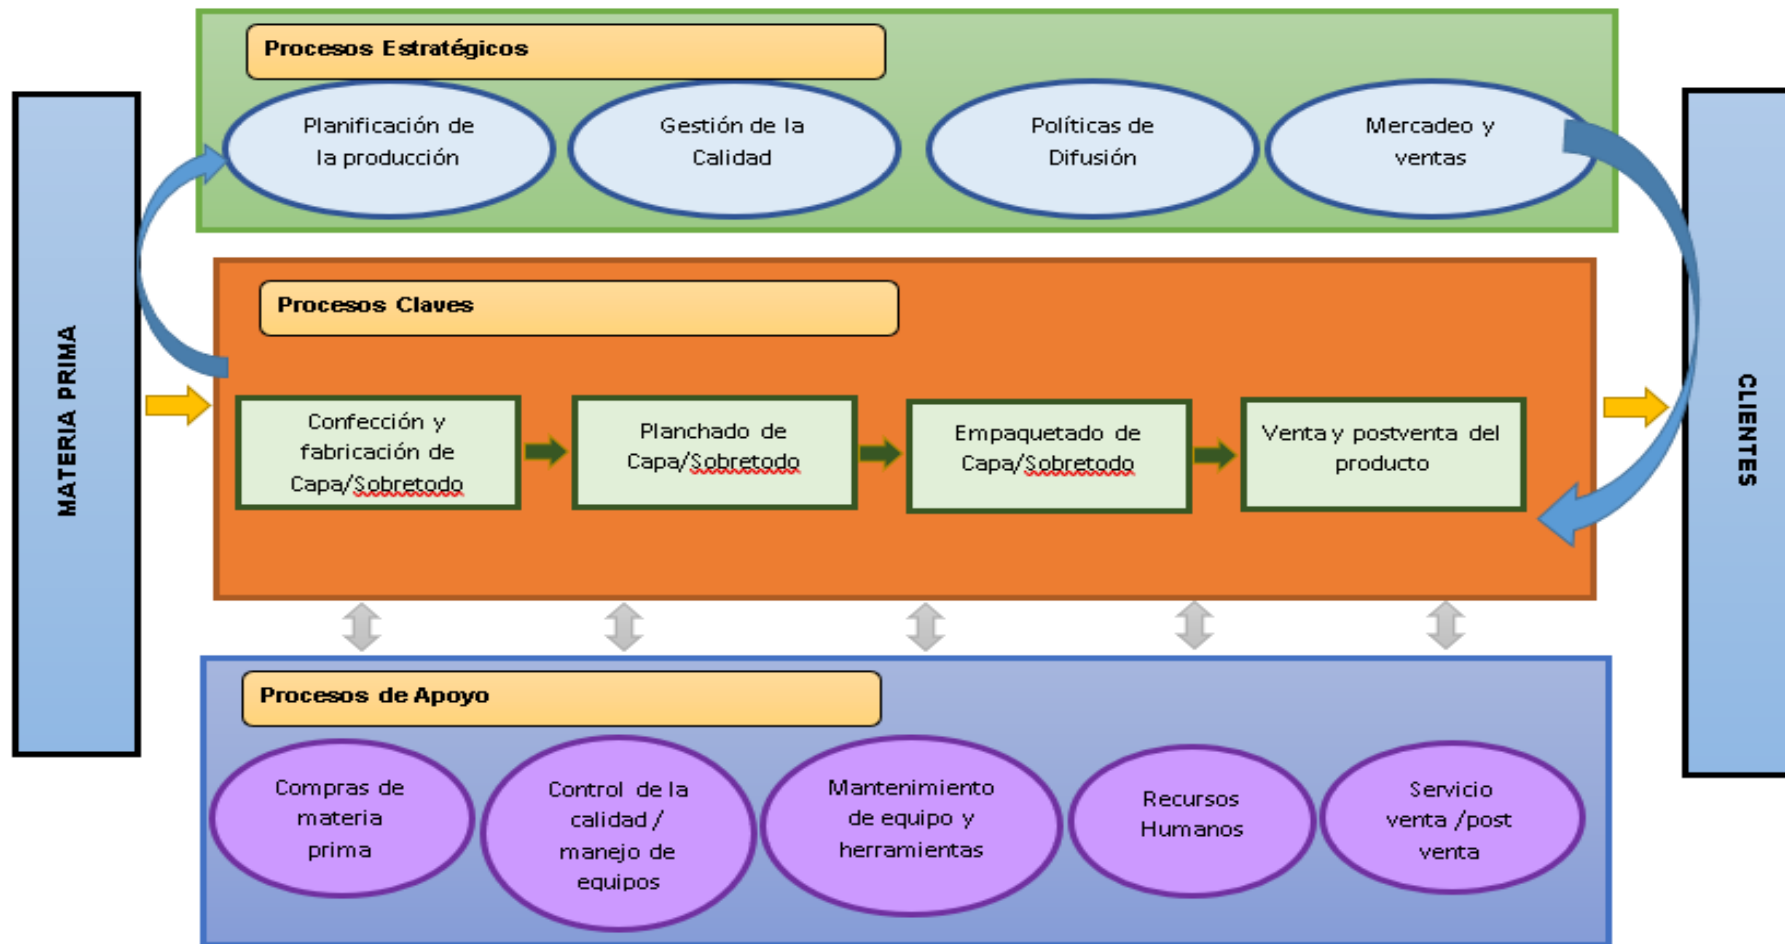 Procesos Estratégicos
Planificación de
la producción
Gestión de la
Calidad
Políticas de
Difusión
Mercadeo y
ventas
MATERIA PRIMA
Procesos Claves
Confección y
fabricación de
Capa/Sobretodo
Planchado de
Capa/Sobretodo
Empaquetado de
Capa/Sobretodo
Venta y postventa del
producto
CLIENTES
Procesos de Apoyo
Compras de
materia
prima
Control de la
calidad /
manejo de
equipos
Mantenimiento
de equipo y
herramientas
Recursos
Humanos
Servicio
venta /post
venta